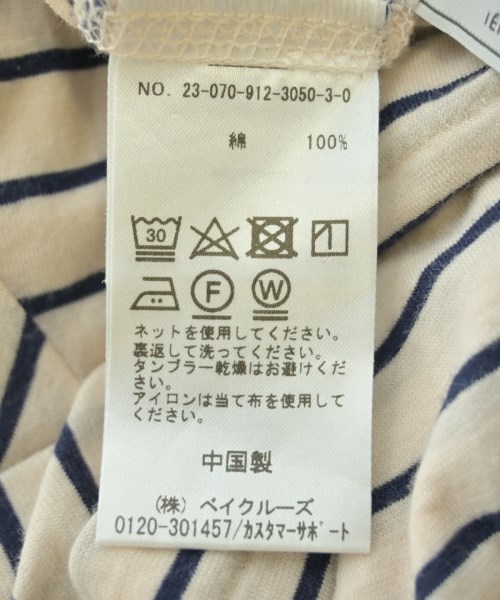 NO. 23-070-912-3050-3-0
綿 100%
30
F W
ネットを使用してください。
裏返して洗ってください。
タンブラー乾燥はお避けくだ
さい。
アイロンは当て布を使用して
ください。
中国製
(株) ベイクルーズ
0120-301457/カスタマーサポート